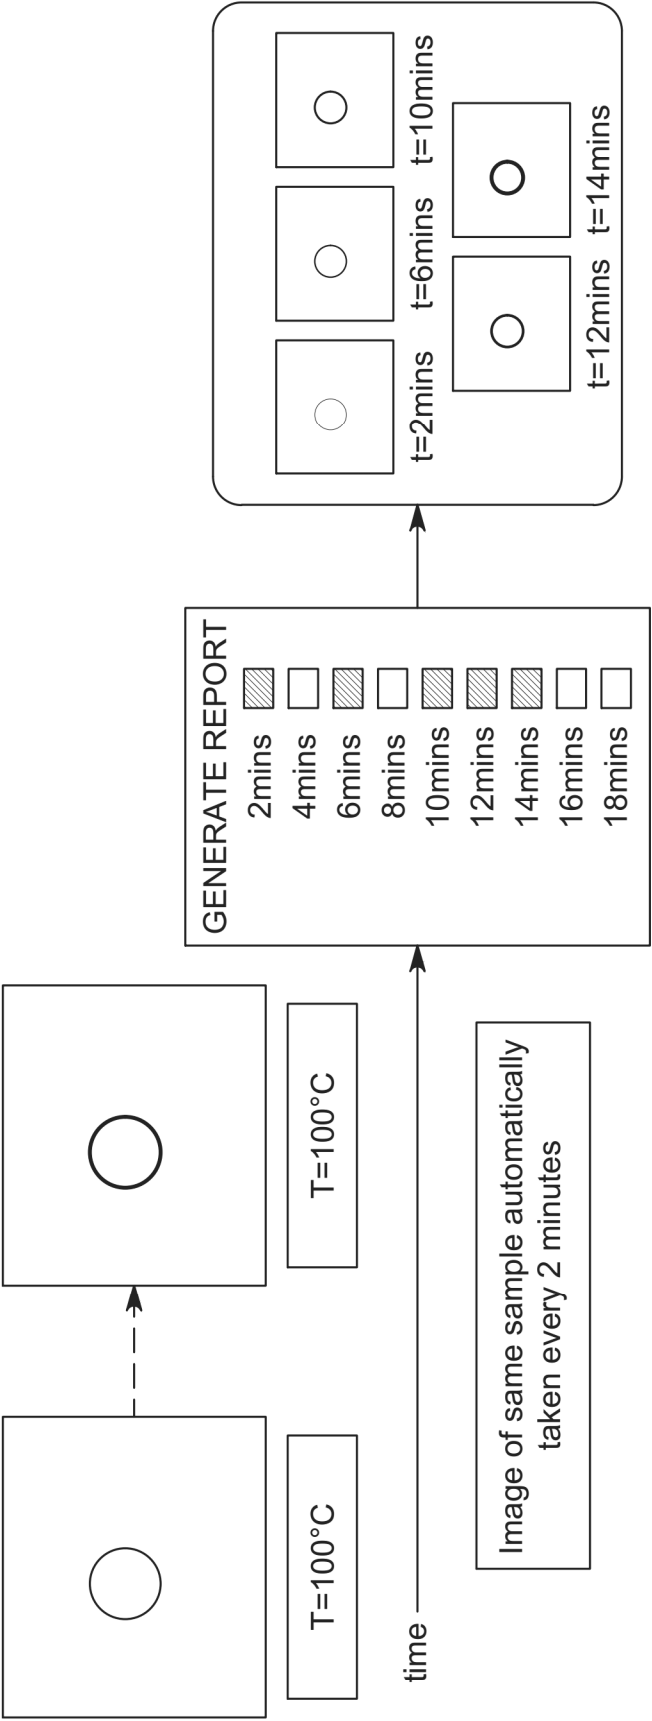 T=100°C
T=100°C
time
Image of same sample automatically
taken every 2 minutes
GENERATE REPORT
2mins
4mins
6mins
8mins
10mins
12mins
14mins
16mins
18mins
t=2mins
t=6mins
t=10mins
t=12mins
t=14mins